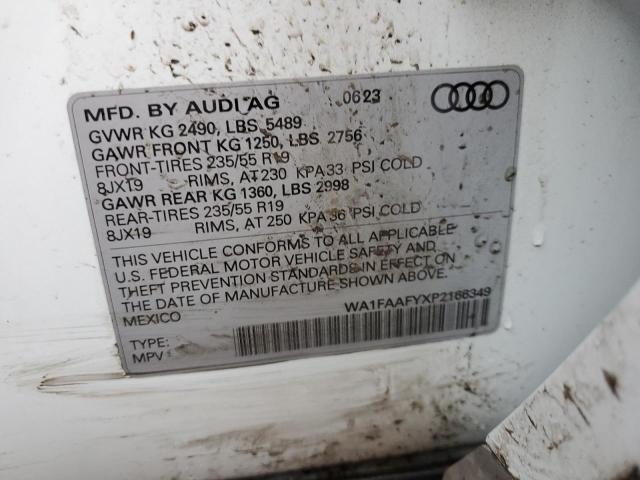 MFD. BY AUDI AG 0623
GVWR KG 2490, LBS 5489
GAWR FRONT KG 1250, LBS 2756
FRONT-TIRES 235/55 R19
8JX19 RIMS, AT 230 KPA 33 PSI COLD
GAWR REAR KG 1360, LBS 2998
REAR-TIRES 235/55 R19
8JX19 RIMS, AT 250 KPA 36 PSI COLD
THIS VEHICLE CONFORMS TO ALL APPLICABLE
U.S. FEDERAL MOTOR VEHICLE SAFETY AND
THEFT PREVENTION STANDARDS IN EFFECT ON
THE DATE OF MANUFACTURE SHOWN ABOVE.
MEXICO WA1FAAFYXP2166349
TYPE:
MPV